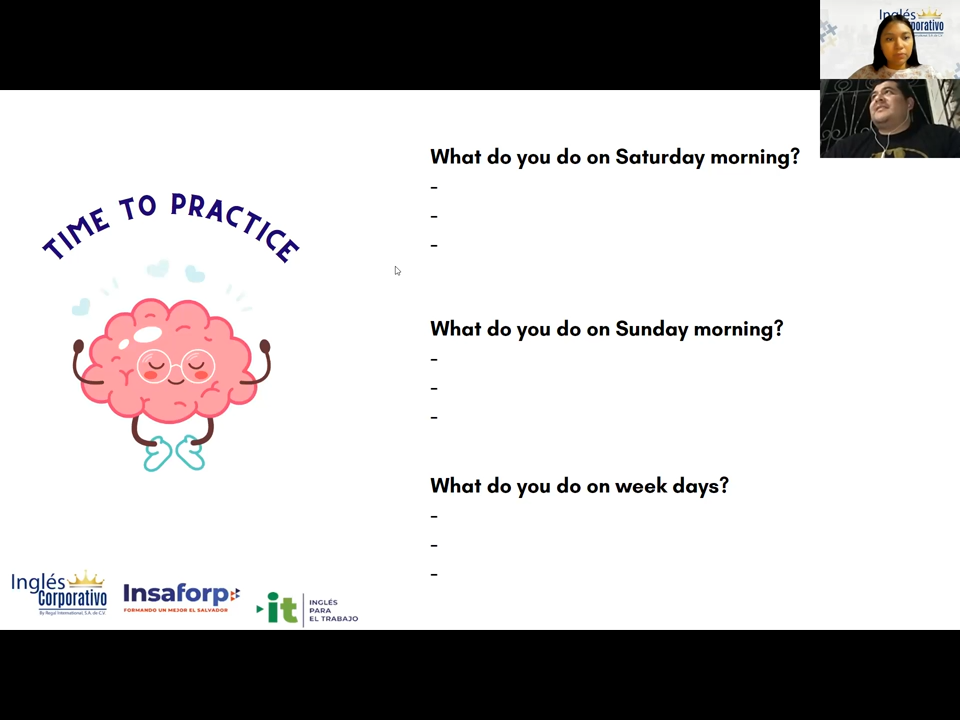 Inglés
Corporativo
TIME TO PRACTICE
What do you do on Saturday morning?
-
-
-
What do you do on Sunday morning?
-
-
-
What do you do on week days?
-
-
-
Inglés
Corporativo
By Regal International, S.A. de C.V.
Insaforp
FORMANDO UN MEJOR EL SALVADOR
it
INGLÉS
PARA
EL TRABAJO